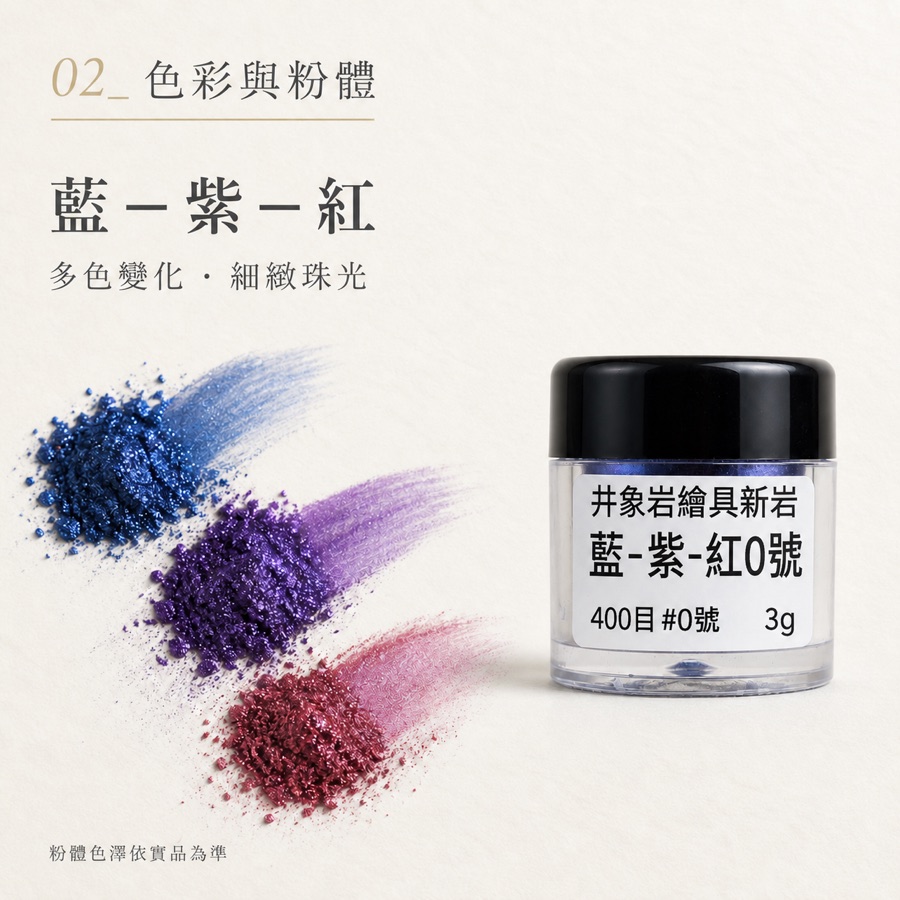 02_ 色彩與粉體
藍－紫－紅
多色變化・細緻珠光
井象岩繪具新岩
藍-紫-紅0號
400目 #0號 3g
粉體色澤依實品為準